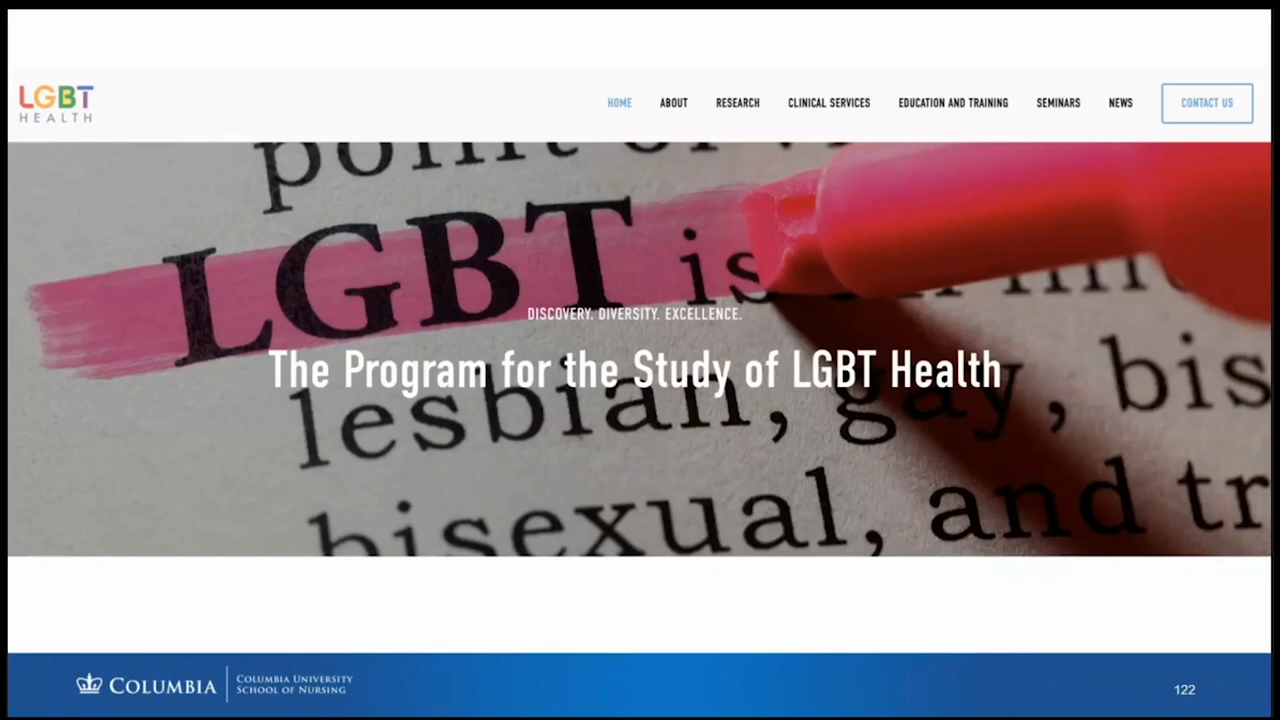 LGBT
HEALTH
HOME ABOUT RESEARCH CLINICAL SERVICES EDUCATION AND TRAINING SEMINARS NEWS CONTACT US
point of
LGBT is
DISCOVERY. DIVERSITY. EXCELLENCE.
The Program for the Study of LGBT Health
lesbian, gay, bis
bisexual, and tr
COLUMBIA
COLUMBIA UNIVERSITY
SCHOOL OF NURSING
122